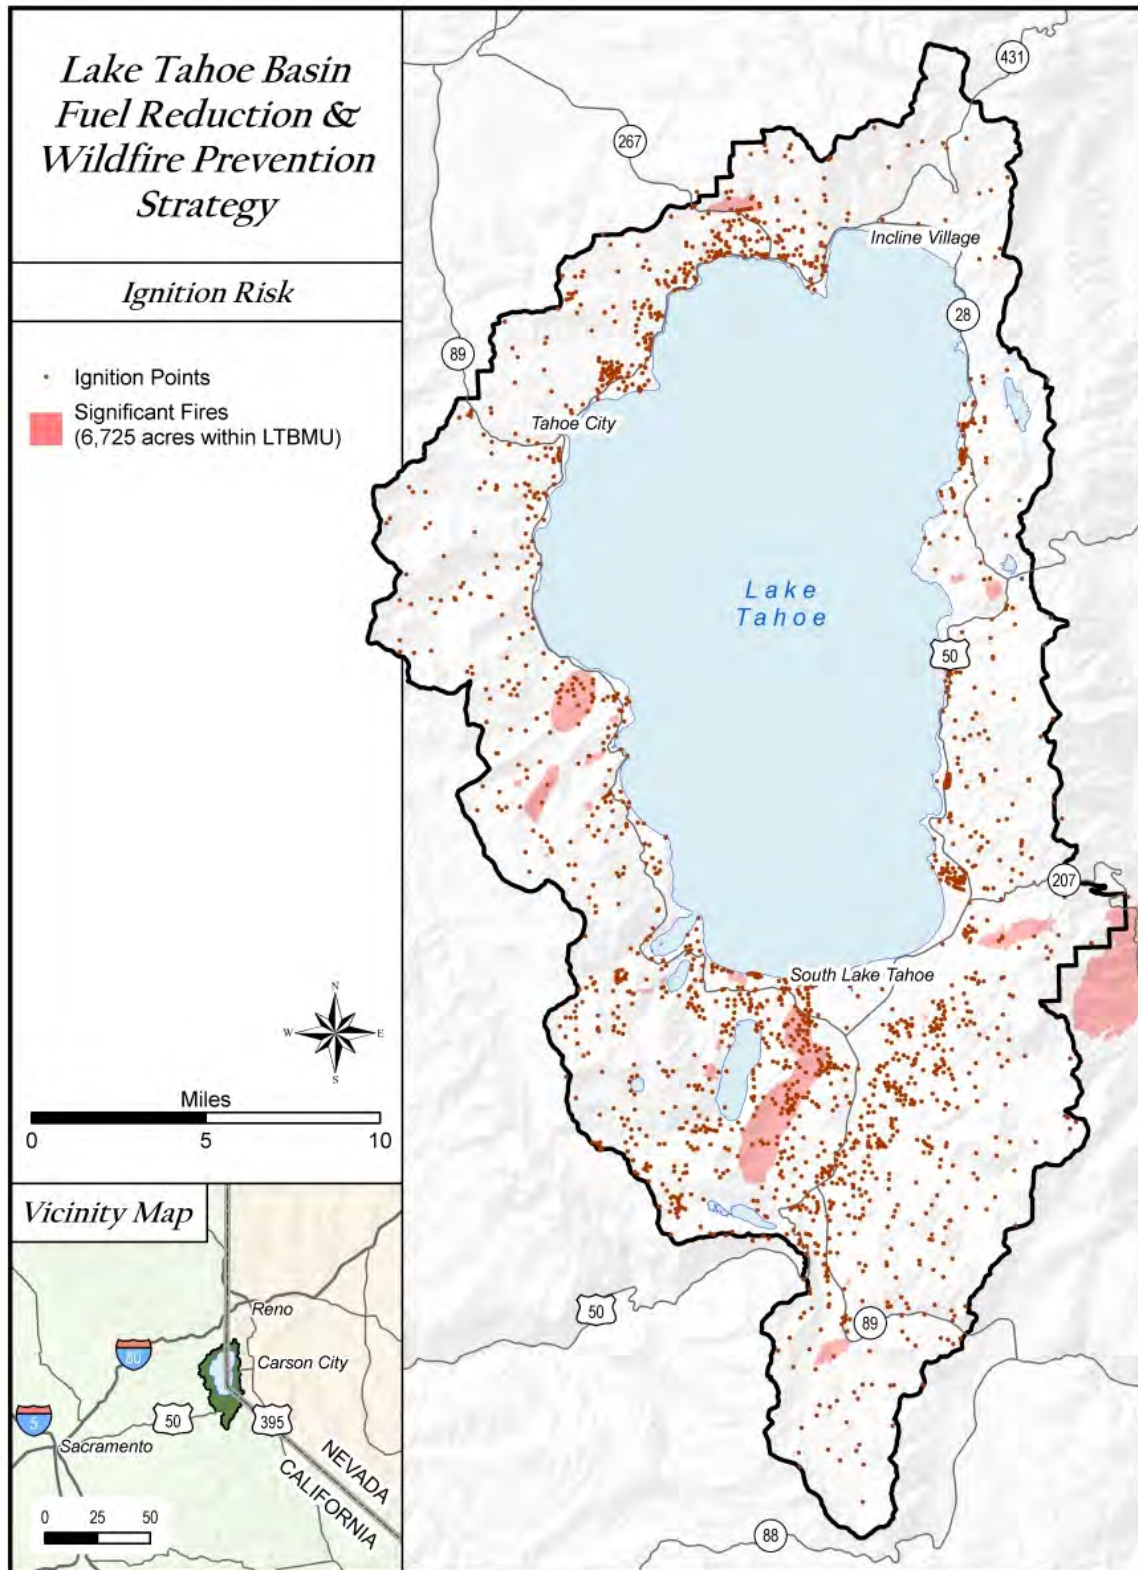 Lake Tahoe Basin
Fuel Reduction &
Wildfire Prevention
Strategy
Ignition Risk
Ignition Points
Significant Fires
(6,725 acres within LTBMU)
N
W
E
S
Miles
0
5
10
Vicinity Map
Reno
80
Carson City
50
395
5
Sacramento
NEVADA
CALIFORNIA
0
25
50
431
267
Incline Village
28
89
Tahoe City
Lake
Tahoe
50
207
South Lake Tahoe
50
89
88